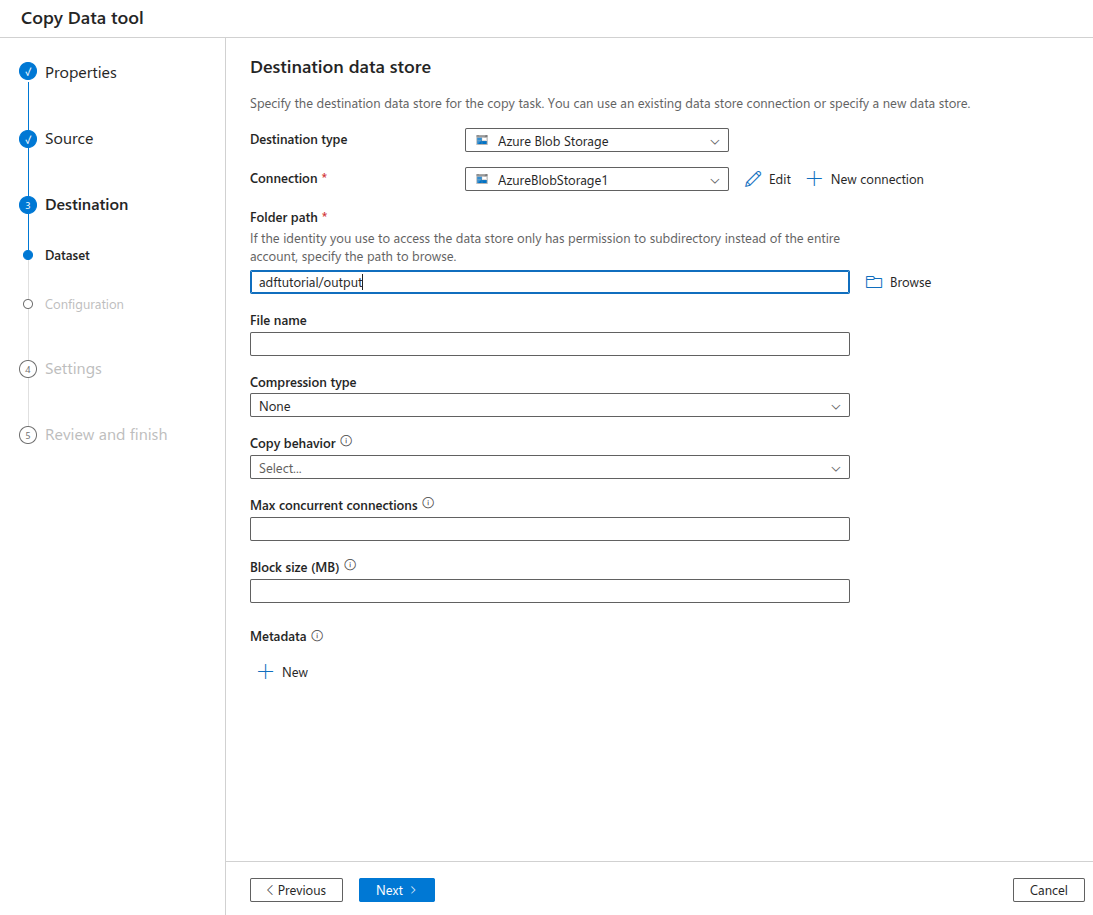 Copy Data tool
Properties
Source
3 Destination
Dataset
Configuration
4 Settings
5 Review and finish
Destination data store
Specify the destination data store for the copy task. You can use an existing data store connection or specify a new data store.
Destination type Azure Blob Storage
Connection * AzureBlobStorage1 Edit New connection
Folder path *
If the identity you use to access the data store only has permission to subdirectory instead of the entire
account, specify the path to browse.
adftutorial/output Browse
File name
Compression type
None
Copy behavior
Select...
Max concurrent connections
Block size (MB)
Metadata
New
Previous Next Cancel